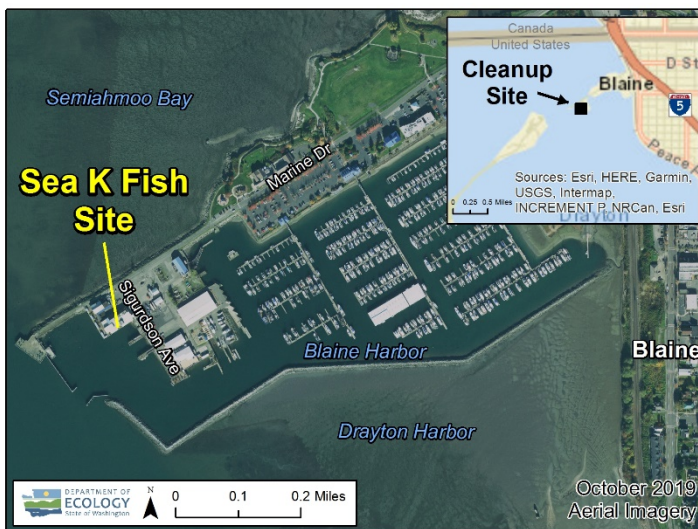 Semiahmoo Bay
Sea K Fish
Site
Marine Dr
Sigurdson Ave
Blaine Harbor
Drayton Harbor
Blaine
Canada
United States
Cleanup
Site
Blaine
D St
5
Peace
Sources: Esri, HERE, Garmin,
USGS, Intermap,
INCREMENT P, NRCan, Esri
0 0.25 0.5 Miles
Drayton
DEPARTMENT OF
ECOLOGY
State of Washington
N
0 0.1 0.2 Miles
October 2019
Aerial Imagery